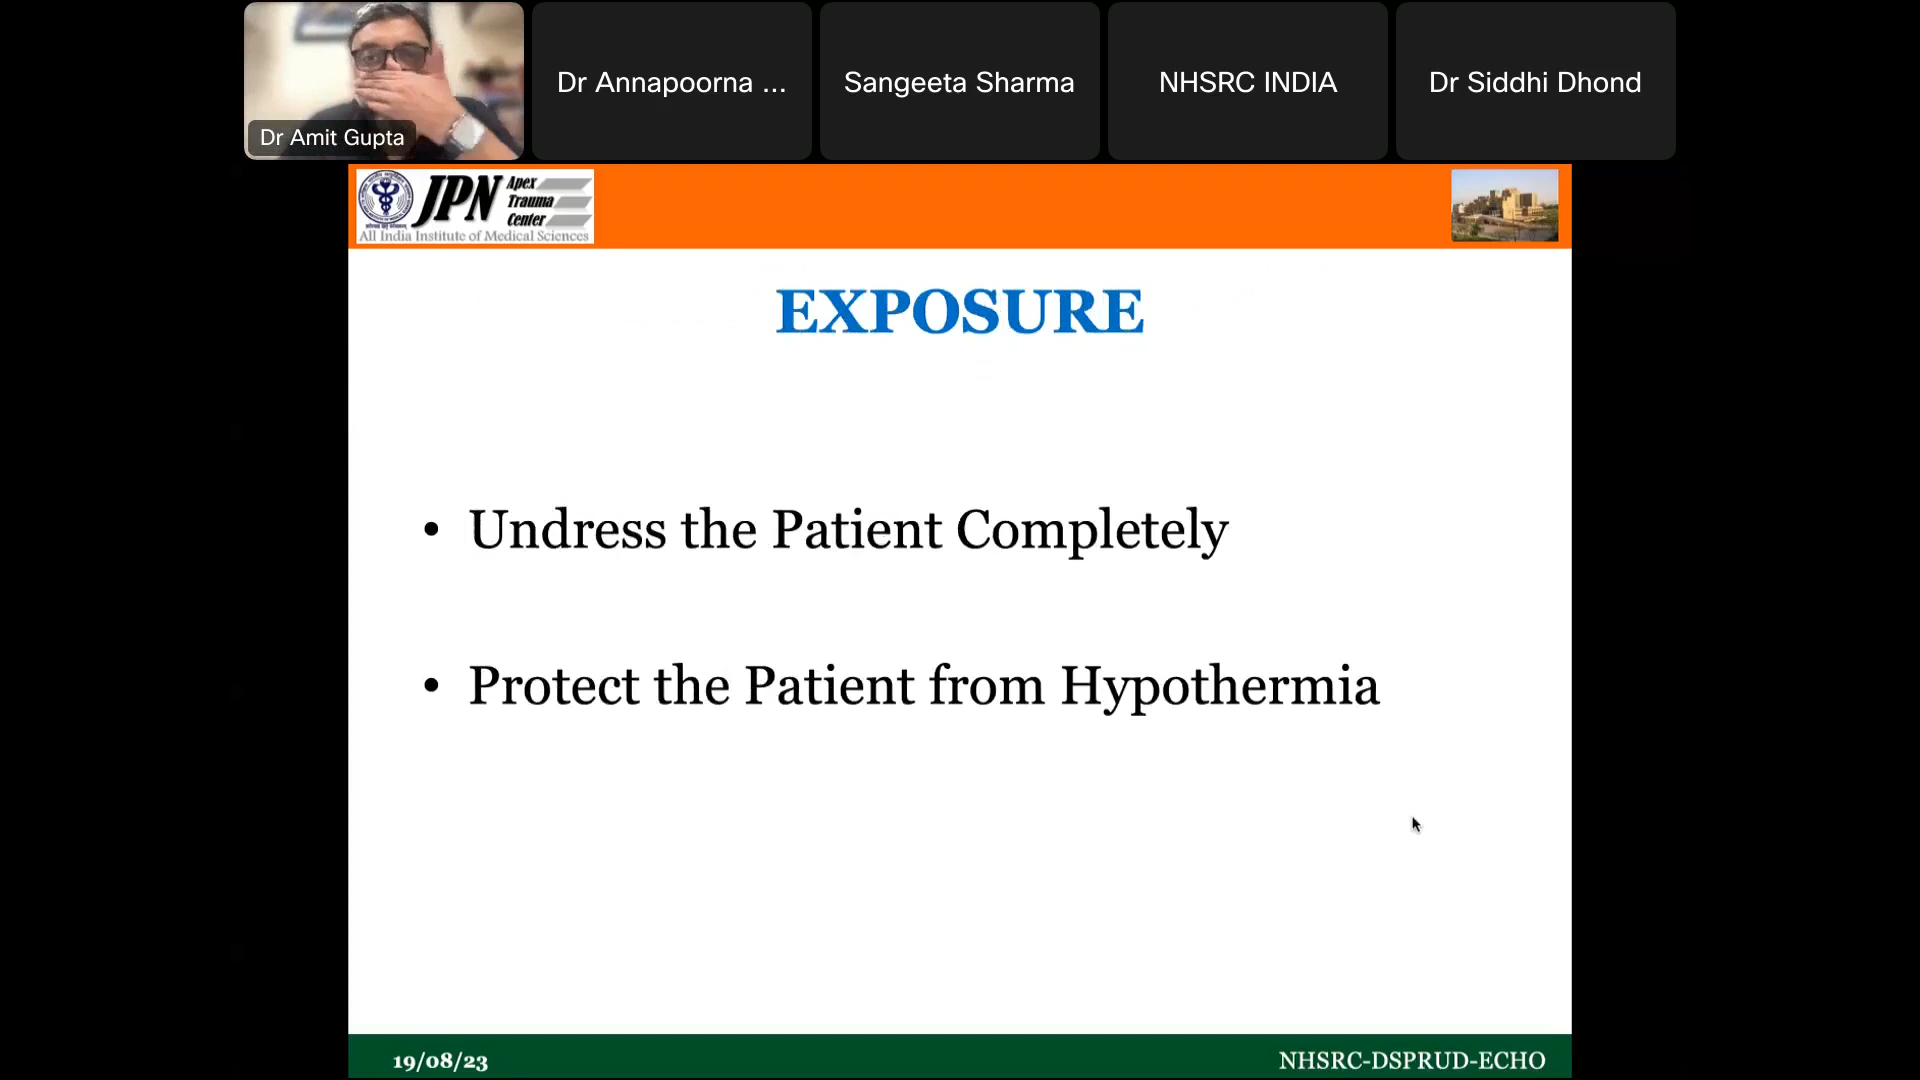 Dr Amit Gupta
Dr Annapoorna ...
Sangeeta Sharma
NHSRC INDIA
Dr Siddhi Dhond
JPN Apex
Trauma
Center
All India Institute of Medical Sciences
EXPOSURE
• Undress the Patient Completely
• Protect the Patient from Hypothermia
19/08/23
NHSRC-DSPRUD-ECHO